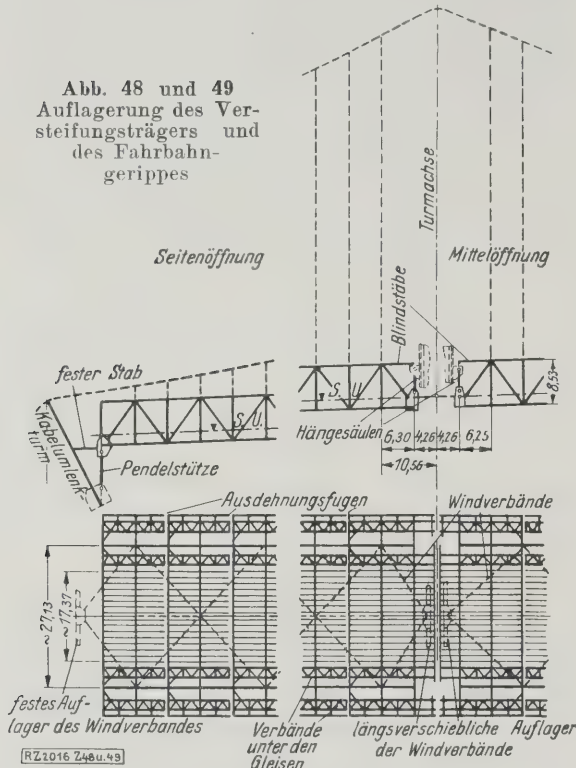 Abb. 48 und 49
Auflagerung des Ver-
steifungsträgers und
des Fahrbahn-
gerippes
Turmachse
Seitenöffnung
Mittelöffnung
Blindstäbe
fester Stab
S. U.
S. U.
8,53
Kabelumlenk-
turm
Pendelstütze
Hängesäulen
6,30 4,26 4,26 6,25
10,56
Ausdehnungsfugen
Windverbände
~27,13
~17,37
festes Auf-
lager des Windverbandes
Verbände
unter den
Gleisen
längsverschiebliche Auflager
der Windverbände
RZ2016 Z48u.49